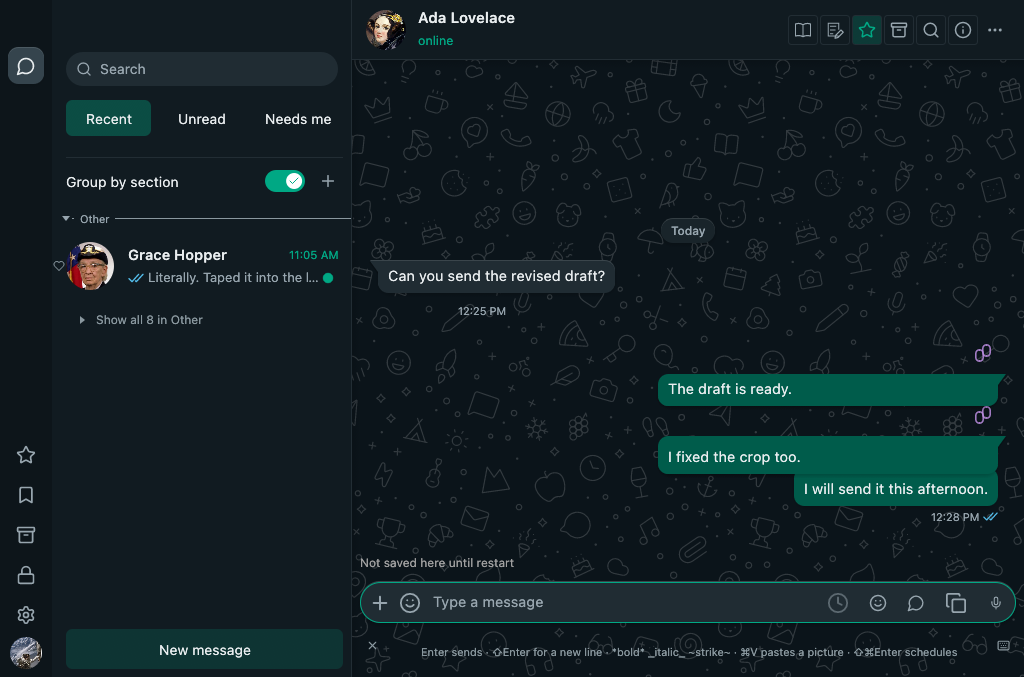 Search
Recent
Unread
Needs me
Group by section
Other
Grace Hopper
11:05 AM
Literally. Taped it into the l...
Show all 8 in Other
New message
Ada Lovelace
online
Today
Can you send the revised draft?
12:25 PM
The draft is ready.
I fixed the crop too.
I will send it this afternoon.
12:28 PM
Not saved here until restart
Type a message
Enter sends · ⇧Enter for a new line · *bold* _italic_ ~strike~ · ⌘V pastes a picture · ⇧⌘Enter schedules